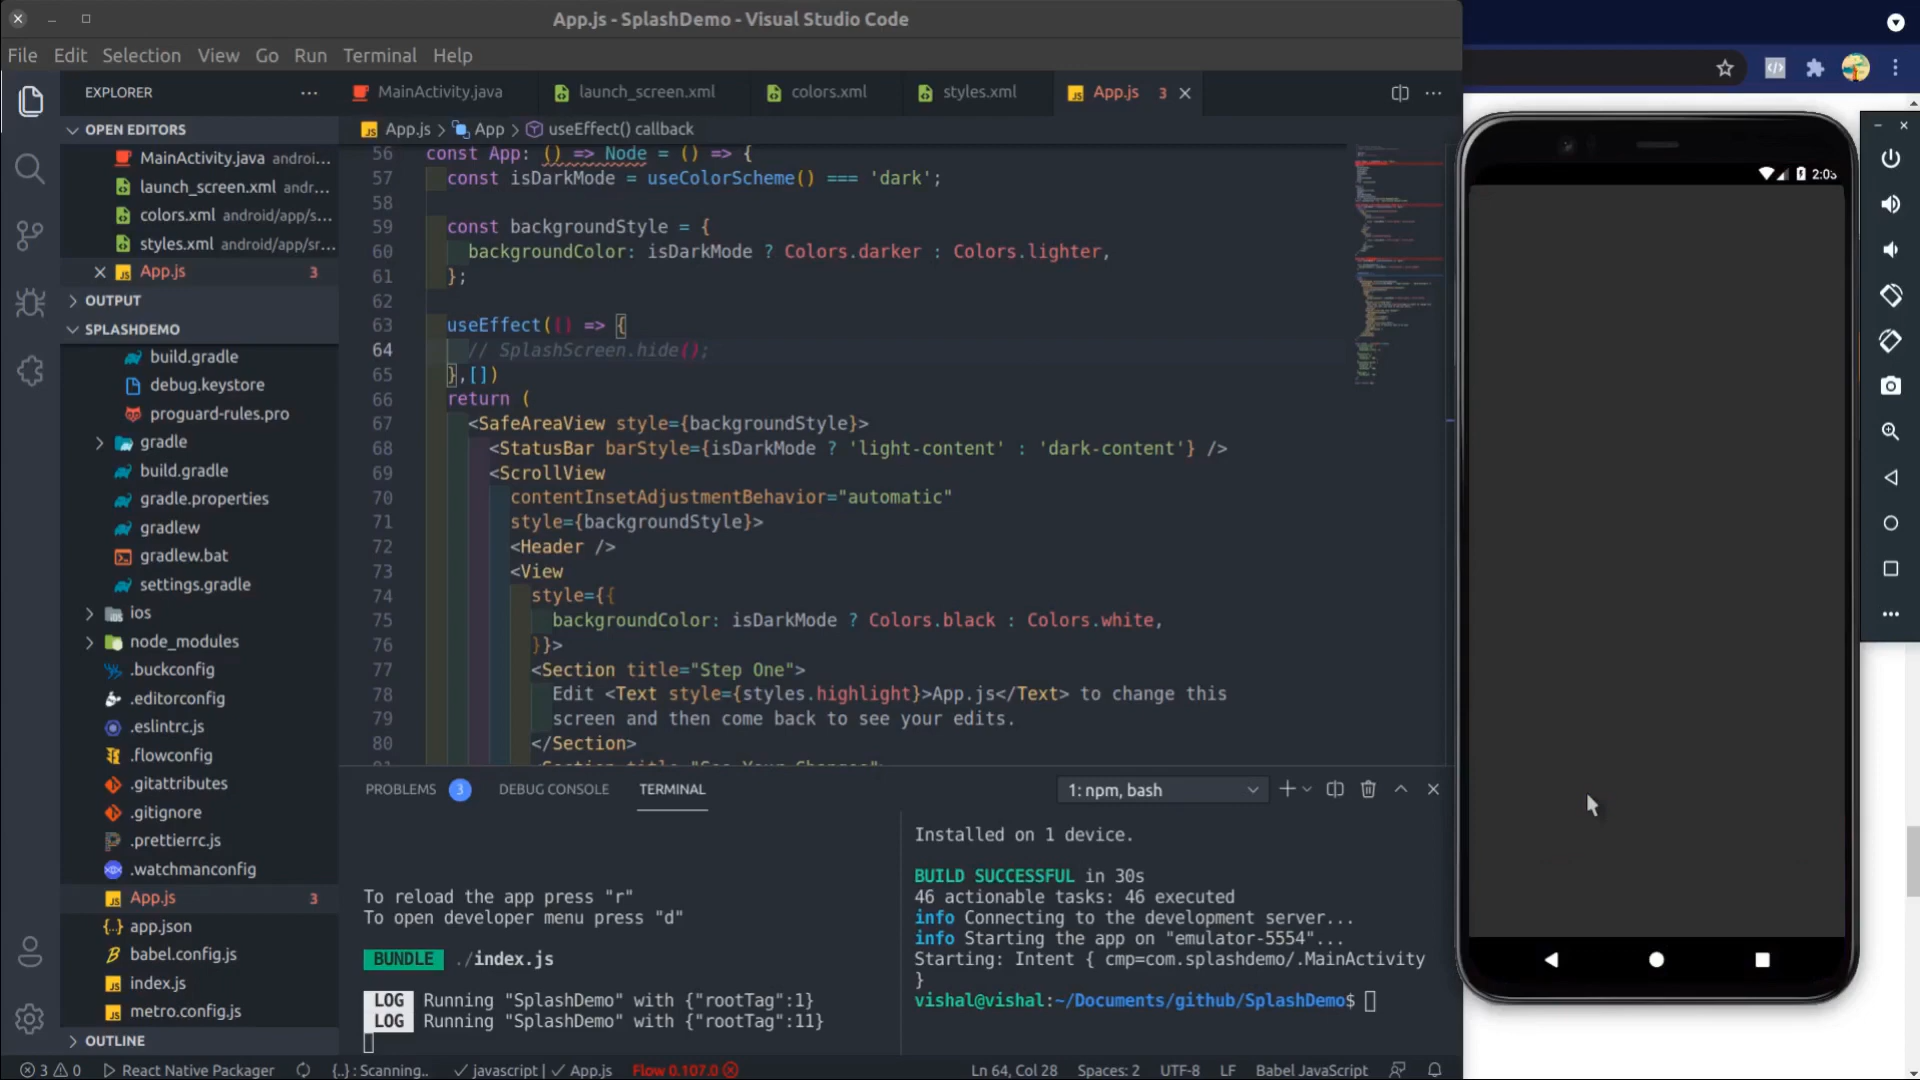 App.js - SplashDemo - Visual Studio Code
File Edit Selection View Go Run Terminal Help
EXPLORER
MainActivity.java
launch_screen.xml
colors.xml
styles.xml
App.js 3
App.js > App > useEffect() callback
OPEN EDITORS
MainActivity.java androi...
launch_screen.xml andr...
colors.xml android/app/s...
styles.xml android/app/sr...
App.js 3
OUTPUT
SPLASHDEMO
build.gradle
debug.keystore
proguard-rules.pro
gradle
build.gradle
gradle.properties
gradlew
gradlew.bat
settings.gradle
ios
node_modules
.buckconfig
.editorconfig
.eslintrc.js
.flowconfig
.gitattributes
.gitignore
.prettierrc.js
.watchmanconfig
App.js 3
app.json
babel.config.js
index.js
metro.config.js
OUTLINE
56 const App: () => Node = () => {
57 const isDarkMode = useColorScheme() === 'dark';
58
59 const backgroundStyle = {
60 backgroundColor: isDarkMode ? Colors.darker : Colors.lighter,
61 };
62
63 useEffect(() => {
64 // SplashScreen.hide();
65 },[])
66 return (
67 <SafeAreaView style={backgroundStyle}>
68 <StatusBar barStyle={isDarkMode ? 'light-content' : 'dark-content'} />
69 <ScrollView
70 contentInsetAdjustmentBehavior="automatic"
71 style={backgroundStyle}>
72 <Header />
73 <View
74 style={{
75 backgroundColor: isDarkMode ? Colors.black : Colors.white,
76 }}>
77 <Section title="Step One">
78 Edit <Text style={styles.highlight}>App.js</Text> to change this
79 screen and then come back to see your edits.
80 </Section>
PROBLEMS 3 DEBUG CONSOLE TERMINAL
1: npm, bash
To reload the app press "r"
To open developer menu press "d"
BUNDLE ./index.js
LOG Running "SplashDemo" with {"rootTag":1}
LOG Running "SplashDemo" with {"rootTag":11}
Installed on 1 device.
BUILD SUCCESSFUL in 30s
46 actionable tasks: 46 executed
info Connecting to the development server...
info Starting the app on "emulator-5554"...
Starting: Intent { cmp=com.splashdemo/.MainActivity
}
vishal@vishal:~/Documents/github/SplashDemo$
3 0 React Native Packager {..} : Scanning.. javascript | App.js Flow 0.107.0 Ln 64, Col 28 Spaces: 2 UTF-8 LF Babel JavaScript